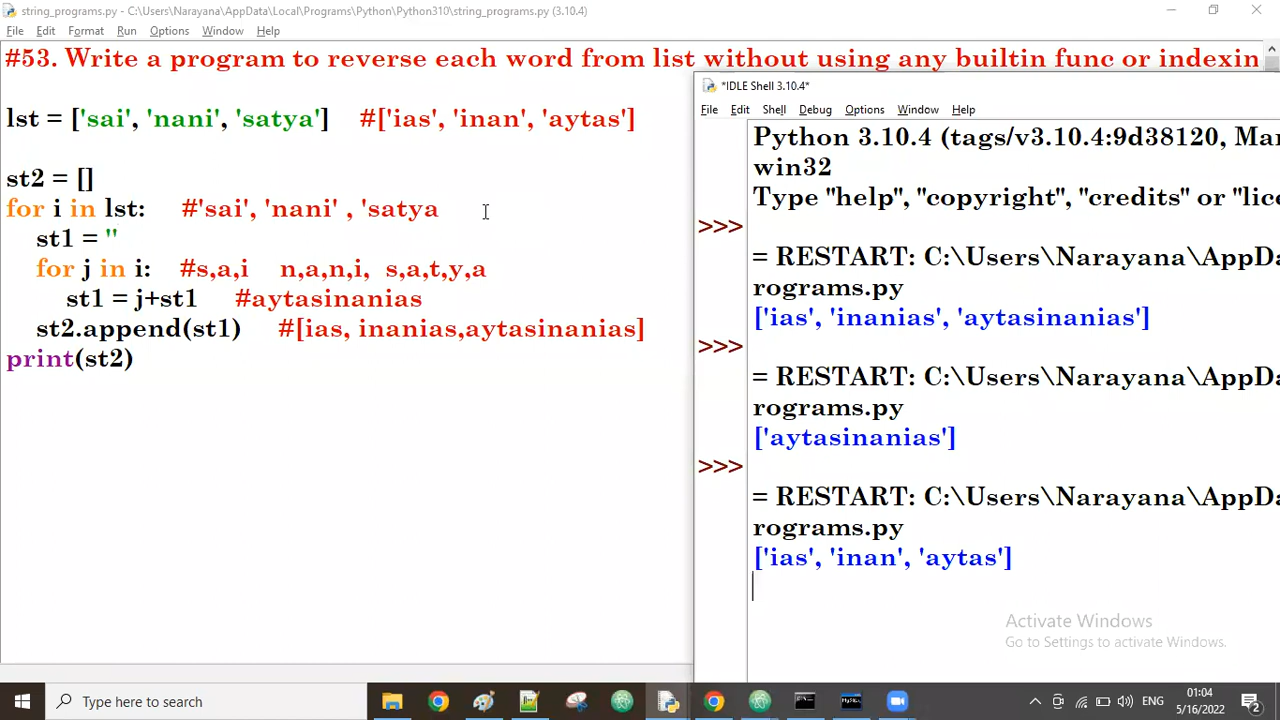 string_programs.py - C:\Users\Narayana\AppData\Local\Programs\Python\Python310\string_programs.py (3.10.4)
File Edit Format Run Options Window Help
#53. Write a program to reverse each word from list without using any builtin func or indexin
lst = ['sai', 'nani', 'satya'] #['ias', 'inan', 'aytas']
st2 = []
for i in lst: #'sai', 'nani' , 'satya
st1 = ''
for j in i: #s,a,i n,a,n,i, s,a,t,y,a
st1 = j+st1 #aytasinanias
st2.append(st1) #[ias, inanias,aytasinanias]
print(st2)
*IDLE Shell 3.10.4*
File Edit Shell Debug Options Window Help
Python 3.10.4 (tags/v3.10.4:9d38120, Mar
win32
Type "help", "copyright", "credits" or "lice
>>>
= RESTART: C:\Users\Narayana\AppDa
rograms.py
['ias', 'inanias', 'aytasinanias']
>>>
= RESTART: C:\Users\Narayana\AppDa
rograms.py
['aytasinanias']
>>>
= RESTART: C:\Users\Narayana\AppDa
rograms.py
['ias', 'inan', 'aytas']
Activate Windows
Go to Settings to activate Windows.
Type here to search
ENG
01:04
5/16/2022
2